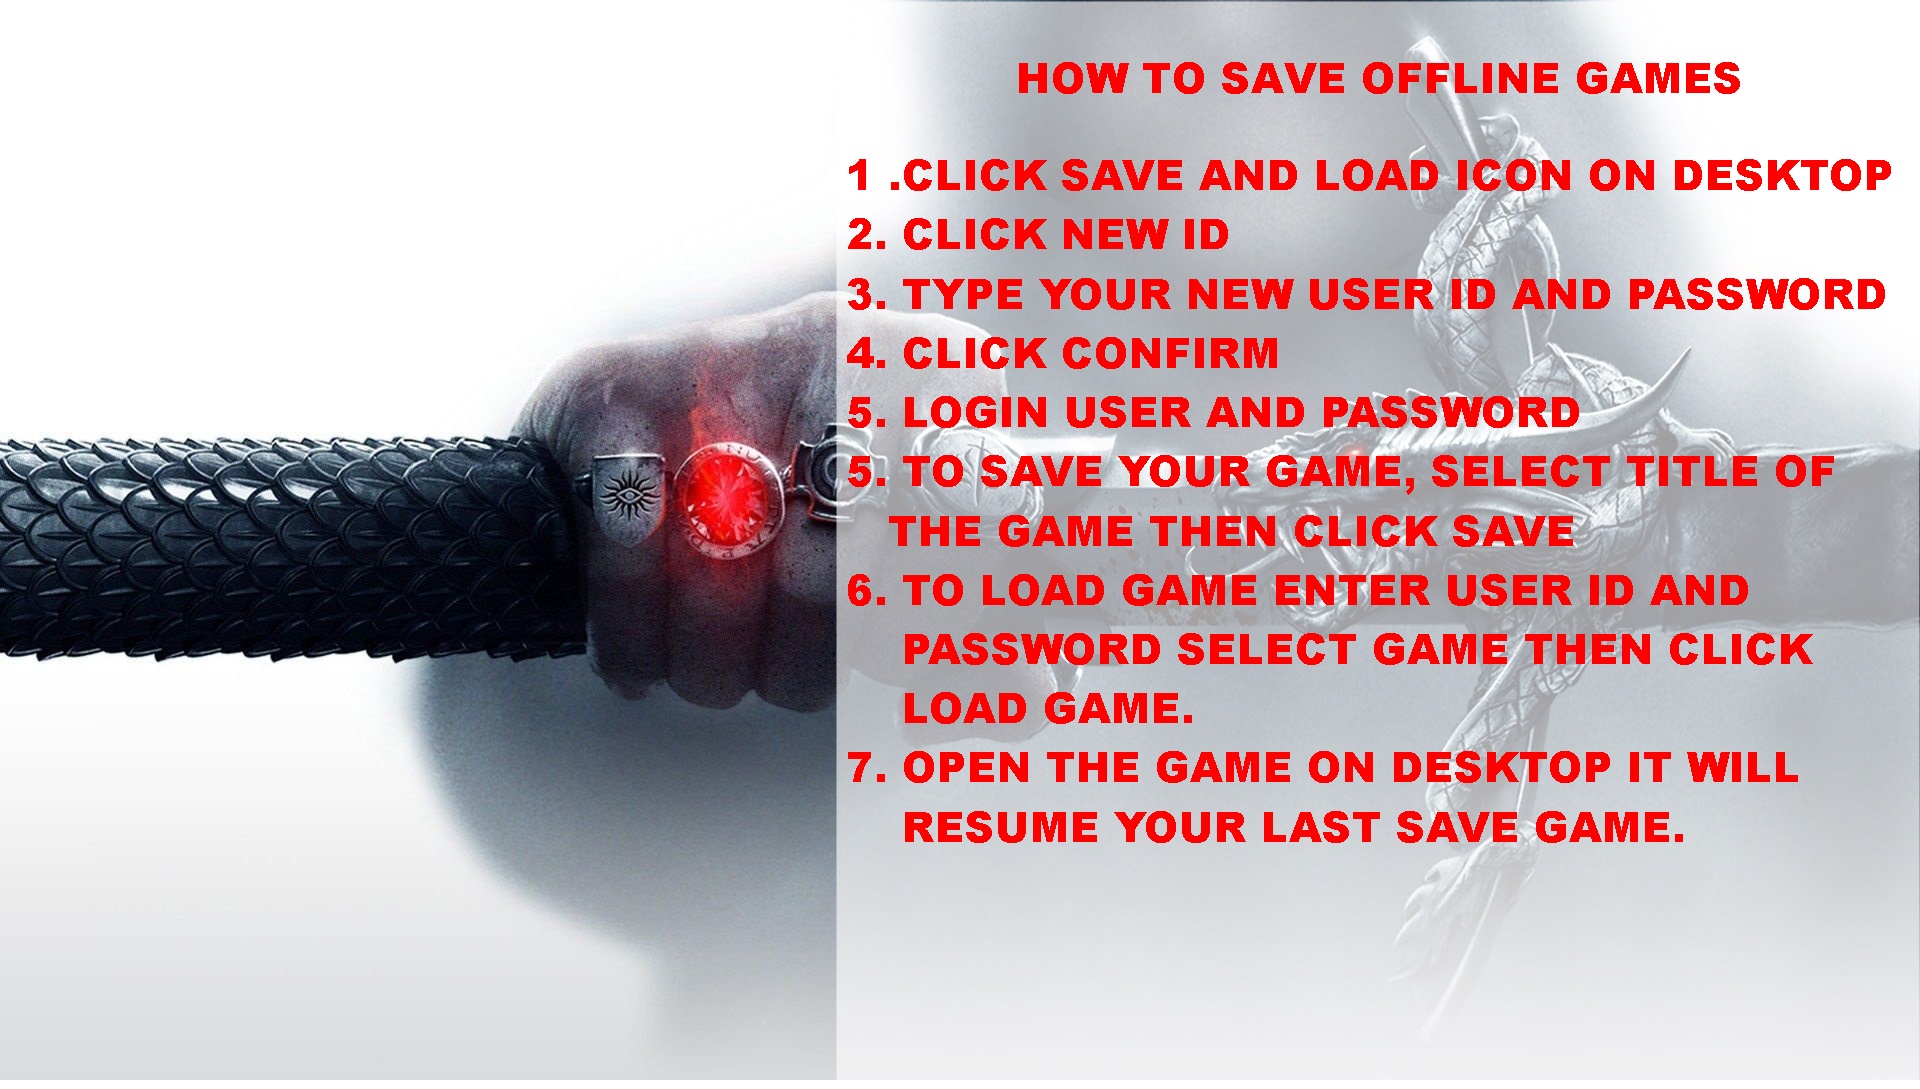 HOW TO SAVE OFFLINE GAMES
1 .CLICK SAVE AND LOAD ICON ON DESKTOP
2. CLICK NEW ID
3. TYPE YOUR NEW USER ID AND PASSWORD
4. CLICK CONFIRM
5. LOGIN USER AND PASSWORD
5. TO SAVE YOUR GAME, SELECT TITLE OF
THE GAME THEN CLICK SAVE
6. TO LOAD GAME ENTER USER ID AND
PASSWORD SELECT GAME THEN CLICK
LOAD GAME.
7. OPEN THE GAME ON DESKTOP IT WILL
RESUME YOUR LAST SAVE GAME.